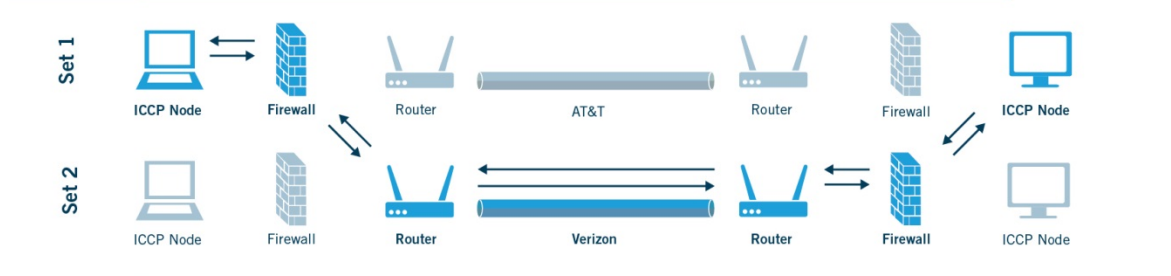 Set 1
ICCP Node
Firewall
Router
AT&T
Router
Firewall
ICCP Node
Set 2
ICCP Node
Firewall
Router
Verizon
Router
Firewall
ICCP Node